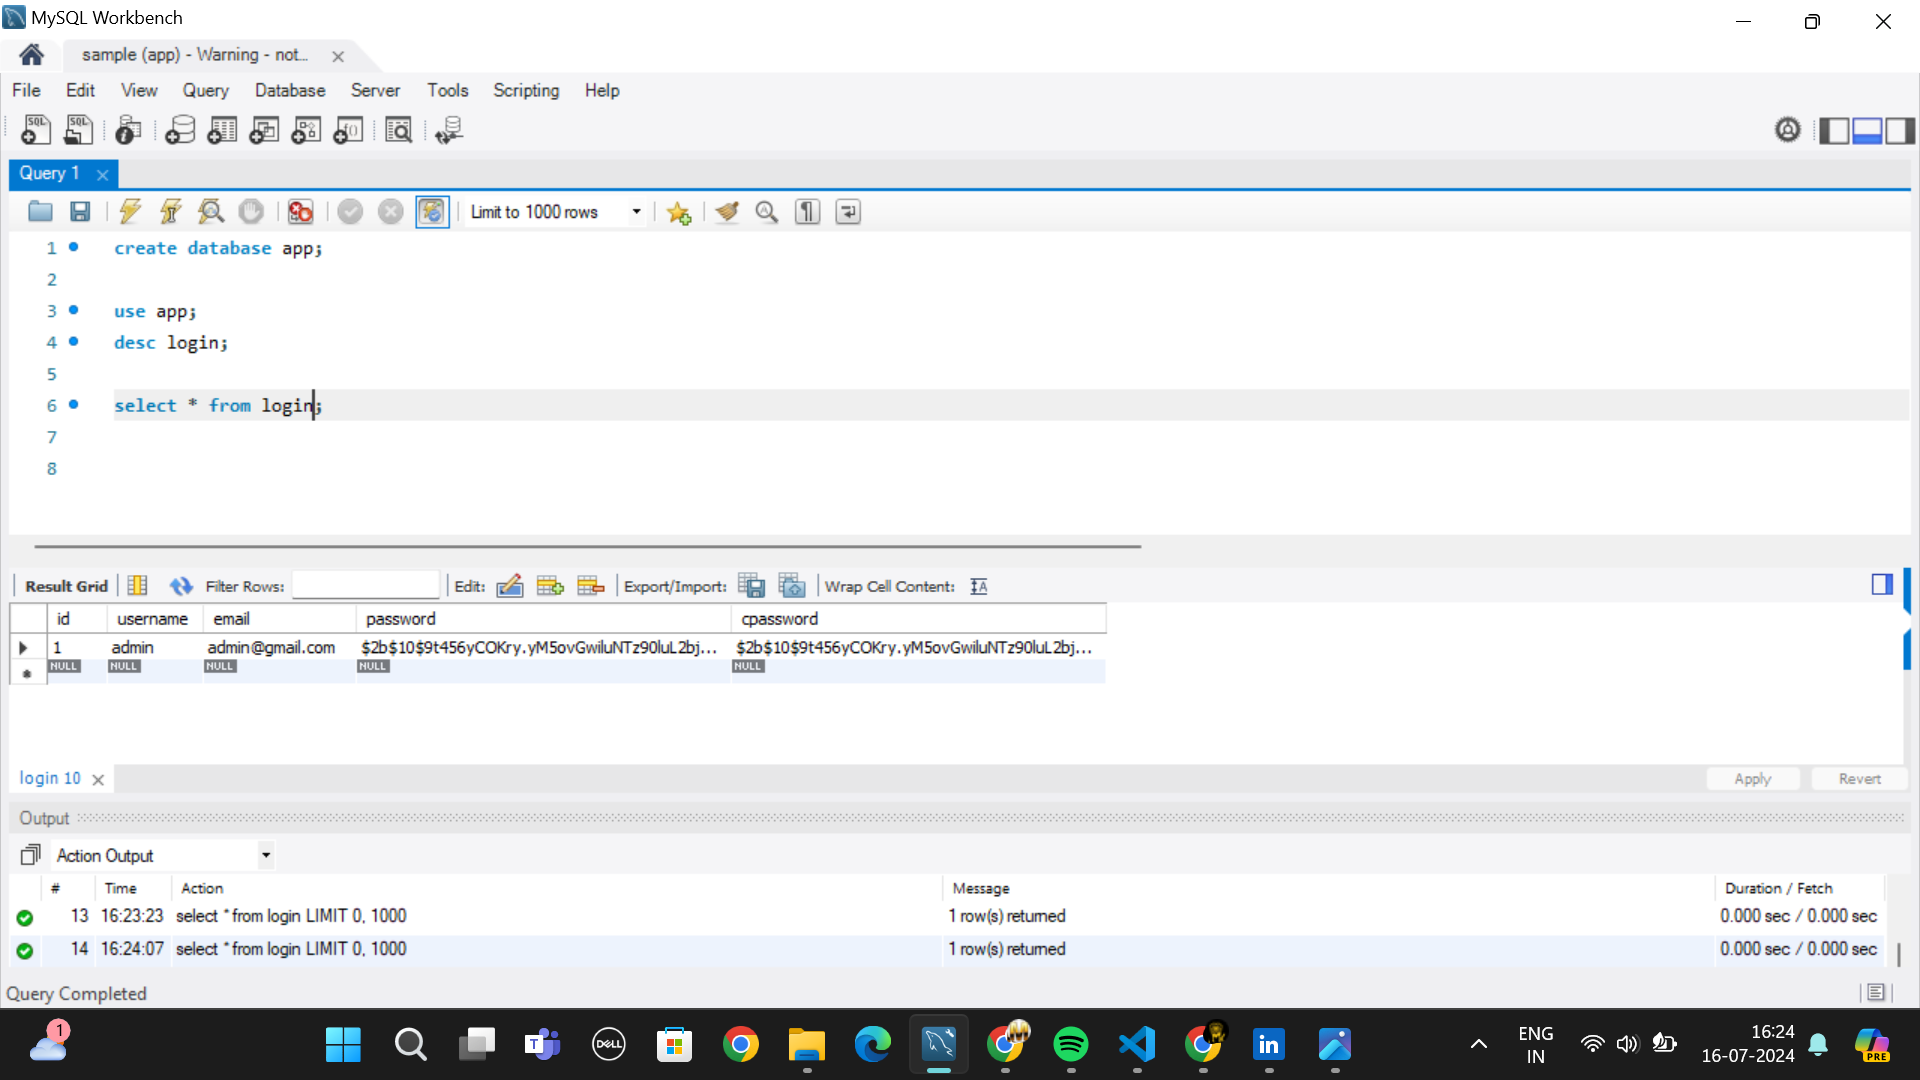 MySQL Workbench
sample (app) - Warning - not...
File Edit View Query Database Server Tools Scripting Help
Query 1
Limit to 1000 rows
1 create database app;
2
3 use app;
4 desc login;
5
6 select * from login;
7
8
Result Grid Filter Rows: Edit: Export/Import: Wrap Cell Content:
id username email password cpassword
1 admin admin@gmail.com $2b$10$9t456yCOKry.yM5ovGwiluNTz90luL2bj... $2b$10$9t456yCOKry.yM5ovGwiluNTz90luL2bj...
NULL NULL NULL NULL NULL
login 10
Apply Revert
Output
Action Output
# Time Action Message Duration / Fetch
13 16:23:23 select * from login LIMIT 0, 1000 1 row(s) returned 0.000 sec / 0.000 sec
14 16:24:07 select * from login LIMIT 0, 1000 1 row(s) returned 0.000 sec / 0.000 sec
Query Completed
1
DELL
ENG
IN
16:24
16-07-2024
PRE